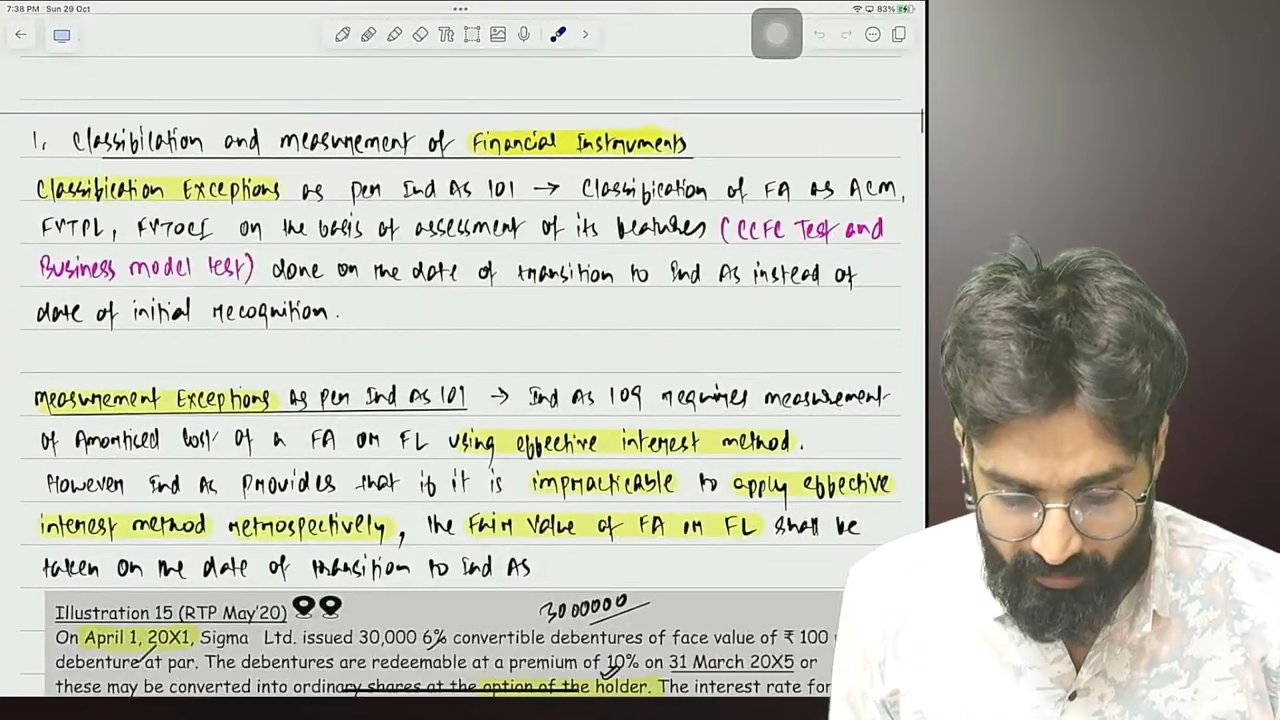 7:38 PM Sun 29 Oct
83%
1. Classification and measurement of Financial Instruments
Classification Exceptions as per Ind AS 101 → Classification of FA as ACM,
FVTPL, FVTOCI on the basis of assessment of its features (CCFC Test and
Business model test) done on the date of transition to Ind AS instead of
date of initial recognition.
Measurement Exceptions as per Ind AS 101 → Ind AS 109 requires measurement
of Amortised cost of a FA or FL using effective interest method.
However Ind AS provides that if it is impracticable to apply effective
interest method retrospectively, the Fair Value of FA or FL shall be
taken on the date of transition to Ind AS
Illustration 15 (RTP May'20)
3000000
On April 1, 20X1, Sigma Ltd. issued 30,000 6% convertible debentures of face value of ₹ 100
debenture at par. The debentures are redeemable at a premium of 10% on 31 March 20X5 or
these may be converted into ordinary shares at the option of the holder. The interest rate for